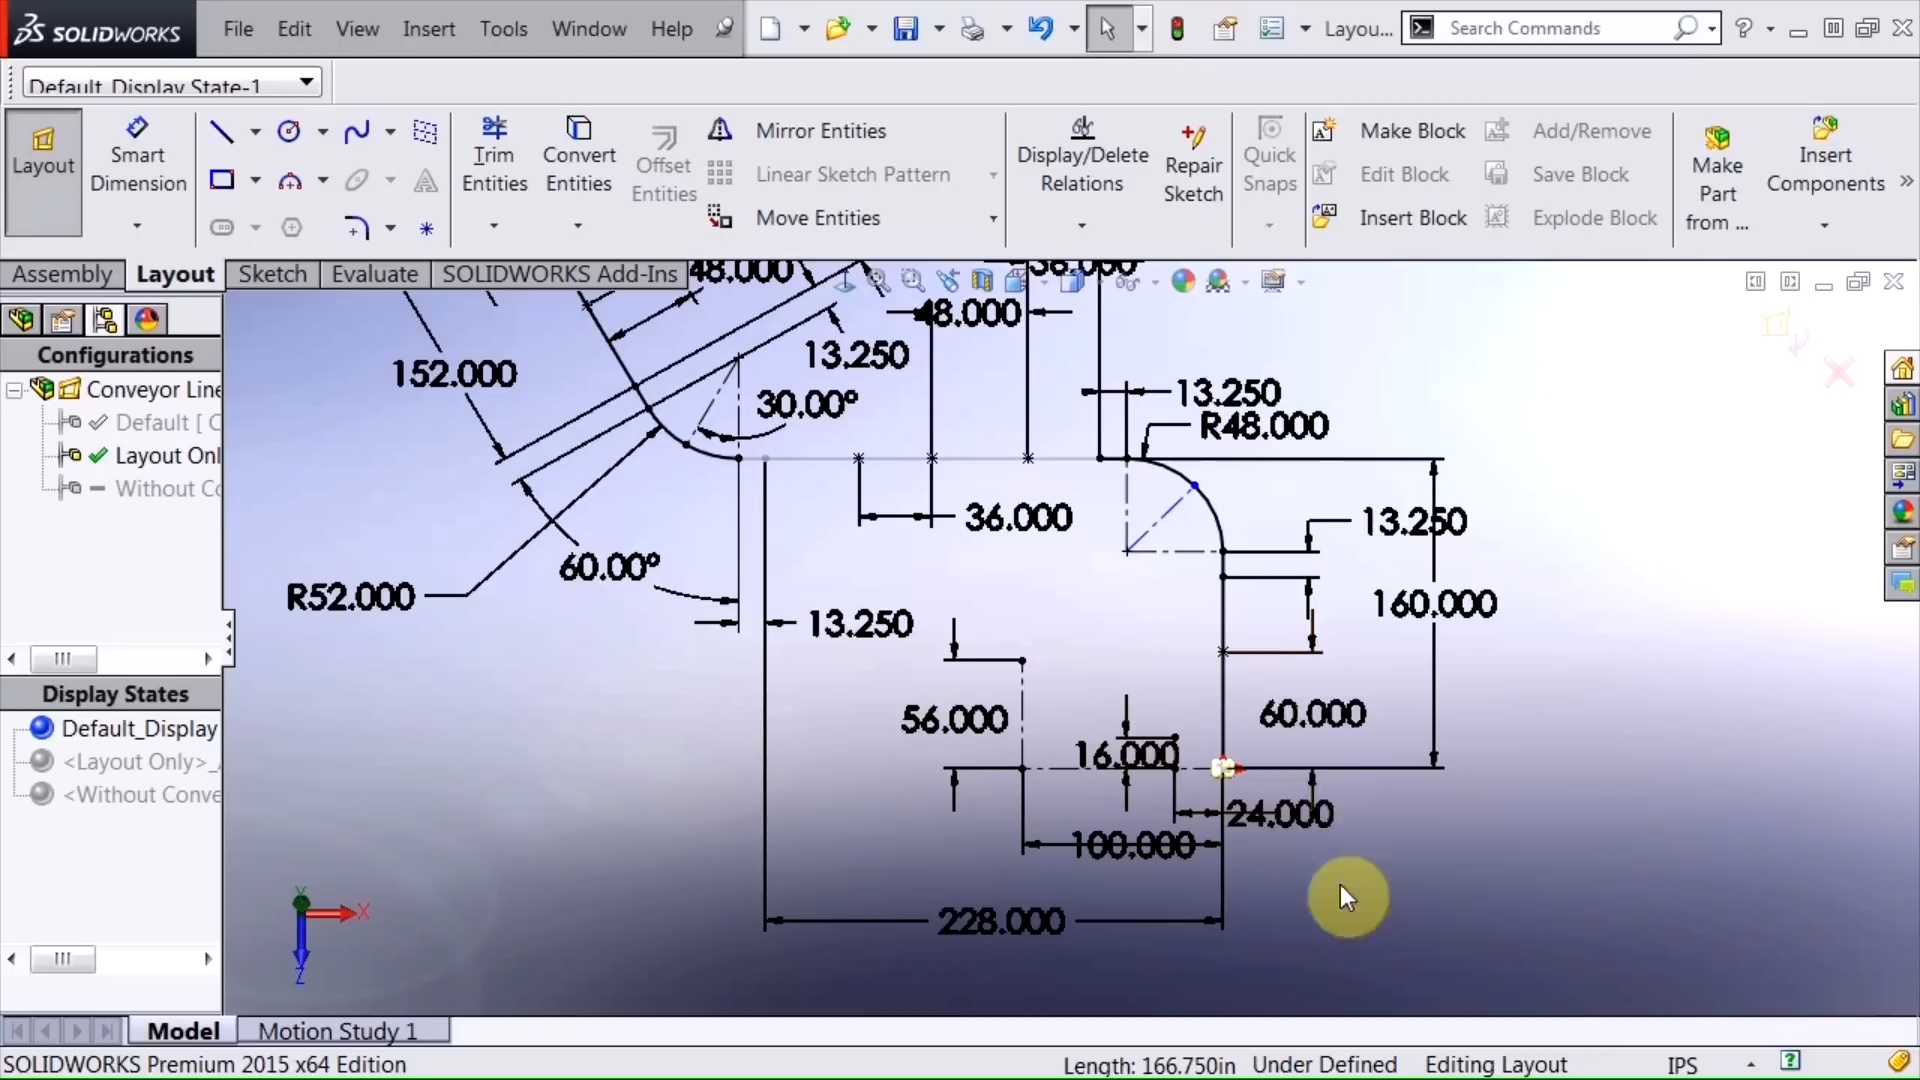 SOLIDWORKS File Edit View Insert Tools Window Help Layou... Search Commands ?
Default_Display State-1
Layout
Smart Dimension
Trim Entities
Convert Entities
Offset Entities
Mirror Entities
Linear Sketch Pattern
Move Entities
Display/Delete Relations
Repair Sketch
Quick Snaps
Make Block
Edit Block
Insert Block
Add/Remove
Save Block
Explode Block
Make Part from ...
Insert Components
Assembly Layout Sketch Evaluate SOLIDWORKS Add-Ins
Configurations
Conveyor Line
Default [ C
Layout Onl
Without Co
Display States
Default_Display
<Layout Only>_
<Without Conve
48.000
36.000
48.000
152.000
13.250
30.00°
13.250
R48.000
36.000
13.250
60.00°
R52.000
160.000
13.250
56.000
16.000
60.000
24.000
100.000
228.000
Y
X
Z
Model Motion Study 1
SOLIDWORKS Premium 2015 x64 Edition Length: 166.750in Under Defined Editing Layout IPS